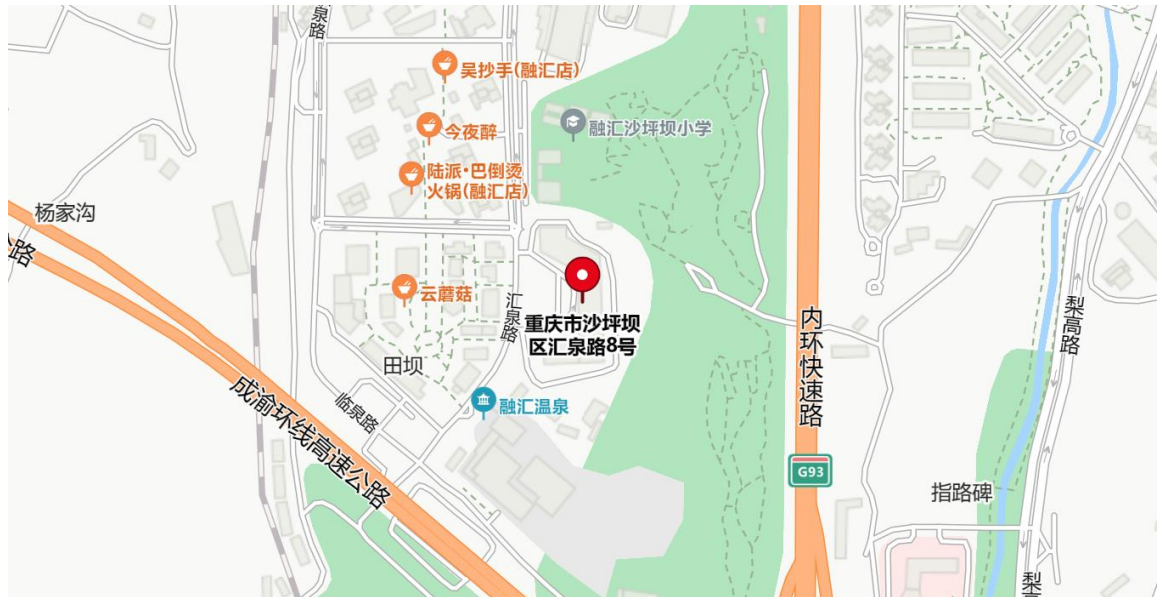 泉路
吴抄手(融汇店)
今夜醉
融汇沙坪坝小学
陆派·巴倒烫
火锅(融汇店)
杨家沟
公路
云蘑菇
汇泉路
重庆市沙坪坝
区汇泉路8号
内环快速路
梨高路
田坝
临泉路
融汇温泉
成渝环线高速公路
G93
指路碑
梨